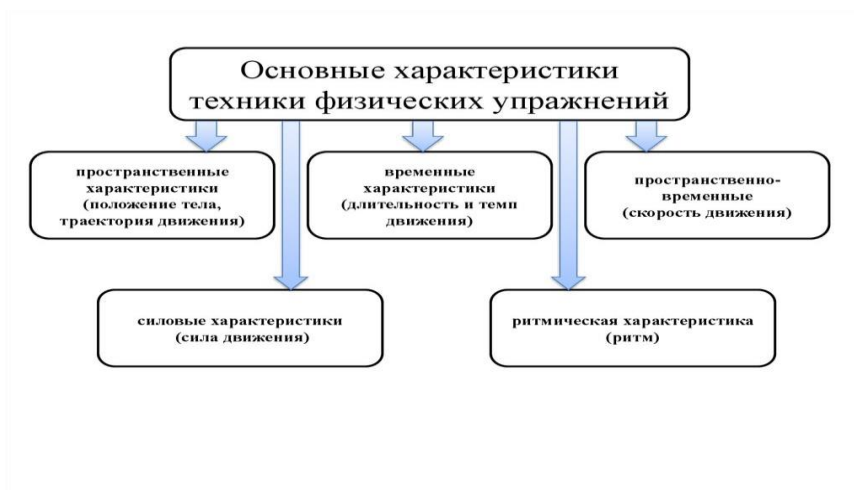 Основные характеристики
техники физических упражнений
пространственные
характеристики
(положение тела,
траектория движения)
временные
характеристики
(длительность и темп
движения)
пространственно-
временные
(скорость движения)
силовые характеристики
(сила движения)
ритмическая характеристика
(ритм)